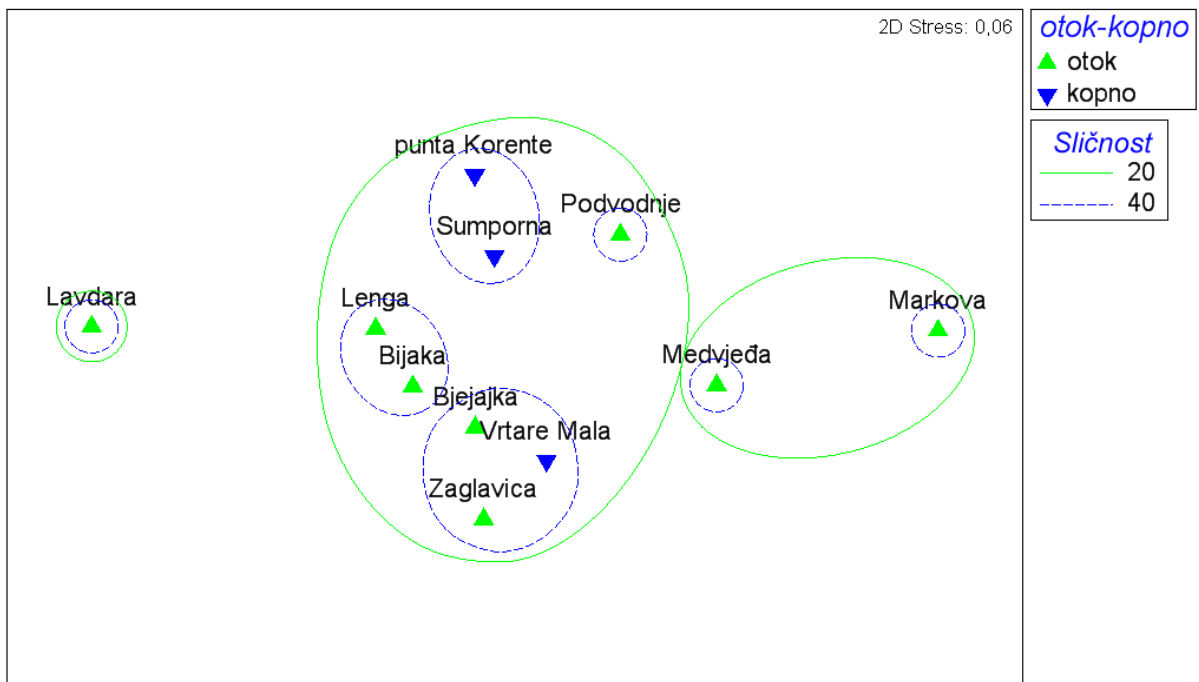 2D Stress: 0,06
otok-kopno
otok
kopno
Sličnost
20
40
punta Korente
Podvodnje
Sumporna
Lavdara
Lenga
Markova
Bijaka
Medvjeđa
Bjejajka
Vrtare Mala
Zaglavica